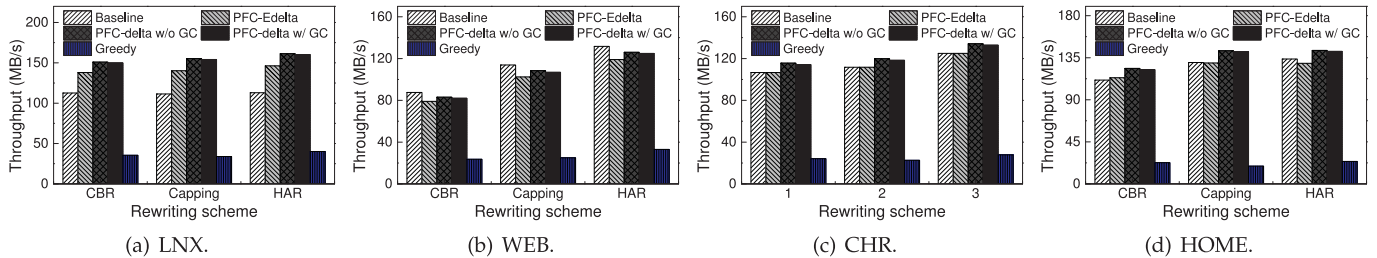 Baseline PFC-Edelta
PFC-delta w/o GC PFC-delta w/ GC
Greedy
Throughput (MB/s)
200
150
100
50
0
CBR Capping HAR
Rewriting scheme
(a) LNX.
Baseline PFC-Edelta
PFC-delta w/o GC PFC-delta w/ GC
Greedy
Throughput (MB/s)
160
120
80
40
0
CBR Capping HAR
Rewriting scheme
(b) WEB.
Baseline PFC-Edelta
PFC-delta w/o GC PFC-delta w/ GC
Greedy
Throughput (MB/s)
160
120
80
40
0
1 2 3
Rewriting scheme
(c) CHR.
Baseline PFC-Edelta
PFC-delta w/o GC PFC-delta w/ GC
Greedy
Throughput (MB/s)
180
135
90
45
0
CBR Capping HAR
Rewriting scheme
(d) HOME.